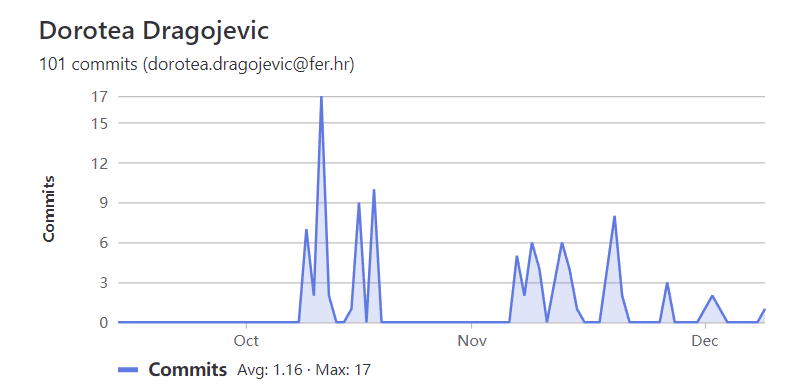 Dorotea Dragojevic
101 commits (dorotea.dragojevic@fer.hr)
17
15
12
9
6
3
0
Commits
Oct Nov Dec
Commits Avg: 1.16 · Max: 17